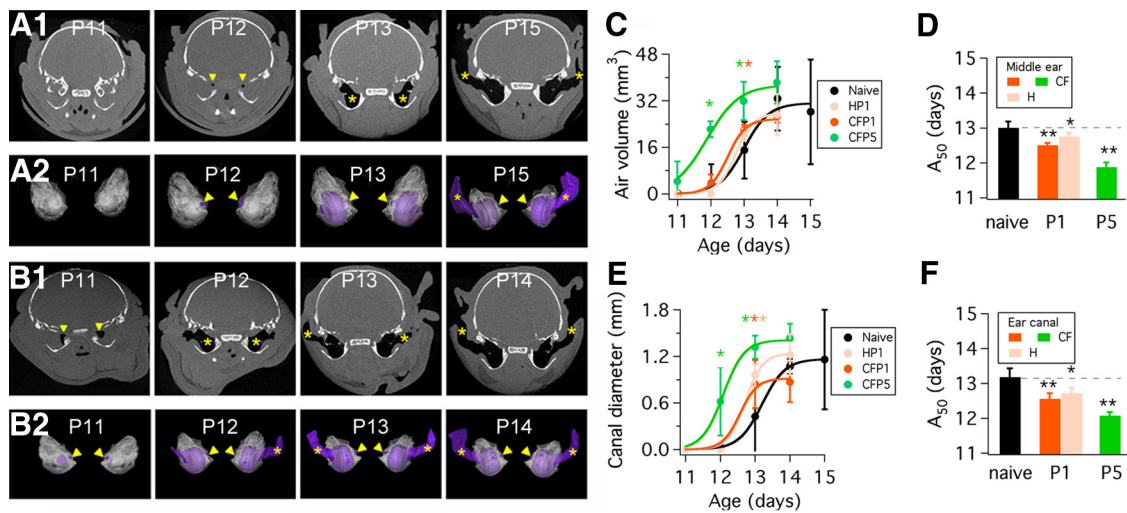 A1
P11
P12
P13
P15
*
*
*
*
A2
P11
P12
P13
P15
*
*
B1
P11
P12
P13
P14
*
*
*
*
*
*
B2
P11
P12
P13
P14
*
*
*
*
*
C
Air volume (mm3)
48
32
16
0
**
*
Naive
HP1
CFP1
CFP5
11 12 13 14 15
Age (days)
D
A50 (days)
15
14
13
12
11
Middle ear
CF
H
**
*
**
naive P1 P5
E
Canal diameter (mm)
1.8
1.2
0.6
0.0
***
*
Naive
HP1
CFP1
CFP5
11 12 13 14 15
Age (days)
F
A50 (days)
15
14
13
12
11
Ear canal
CF
H
**
*
**
naive P1 P5